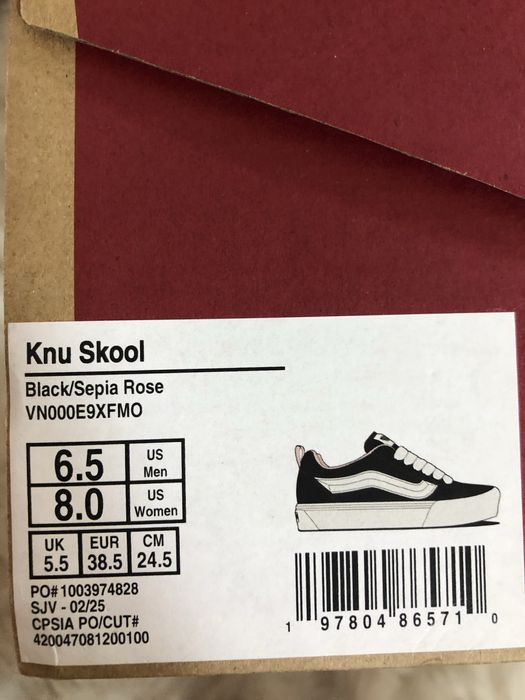 Knu Skool
Black/Sepia Rose
VN000E9XFMO
6.5 US Men
8.0 US Women
UK 5.5 EUR 38.5 CM 24.5
PO# 1003974828
SJV - 02/25
CPSIA PO/CUT#
420047081200100
1 97804 86571 0